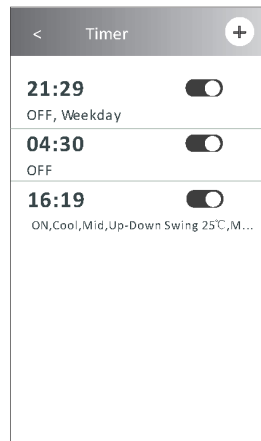 < Timer +
21:29
OFF, Weekday
04:30
OFF
16:19
ON,Cool,Mid,Up-Down Swing 25℃,M...